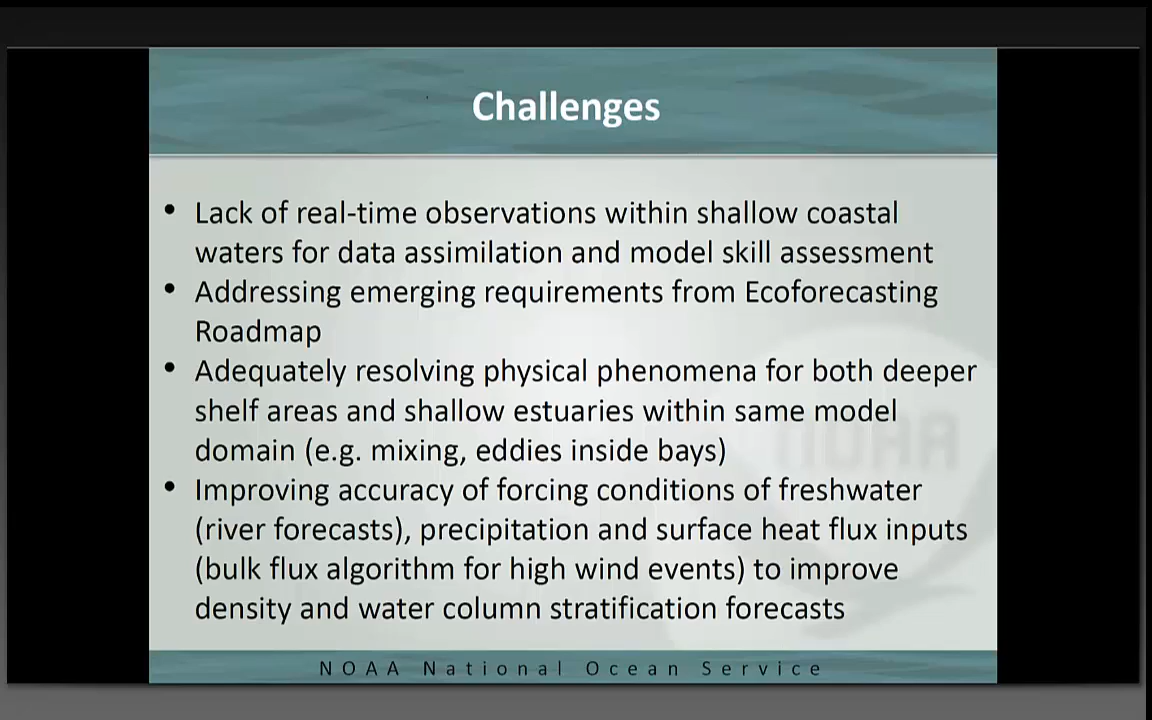 Challenges
• Lack of real-time observations within shallow coastal
waters for data assimilation and model skill assessment
• Addressing emerging requirements from Ecoforecasting
Roadmap
• Adequately resolving physical phenomena for both deeper
shelf areas and shallow estuaries within same model
domain (e.g. mixing, eddies inside bays)
• Improving accuracy of forcing conditions of freshwater
(river forecasts), precipitation and surface heat flux inputs
(bulk flux algorithm for high wind events) to improve
density and water column stratification forecasts
NOAA
NOAA National Ocean Service